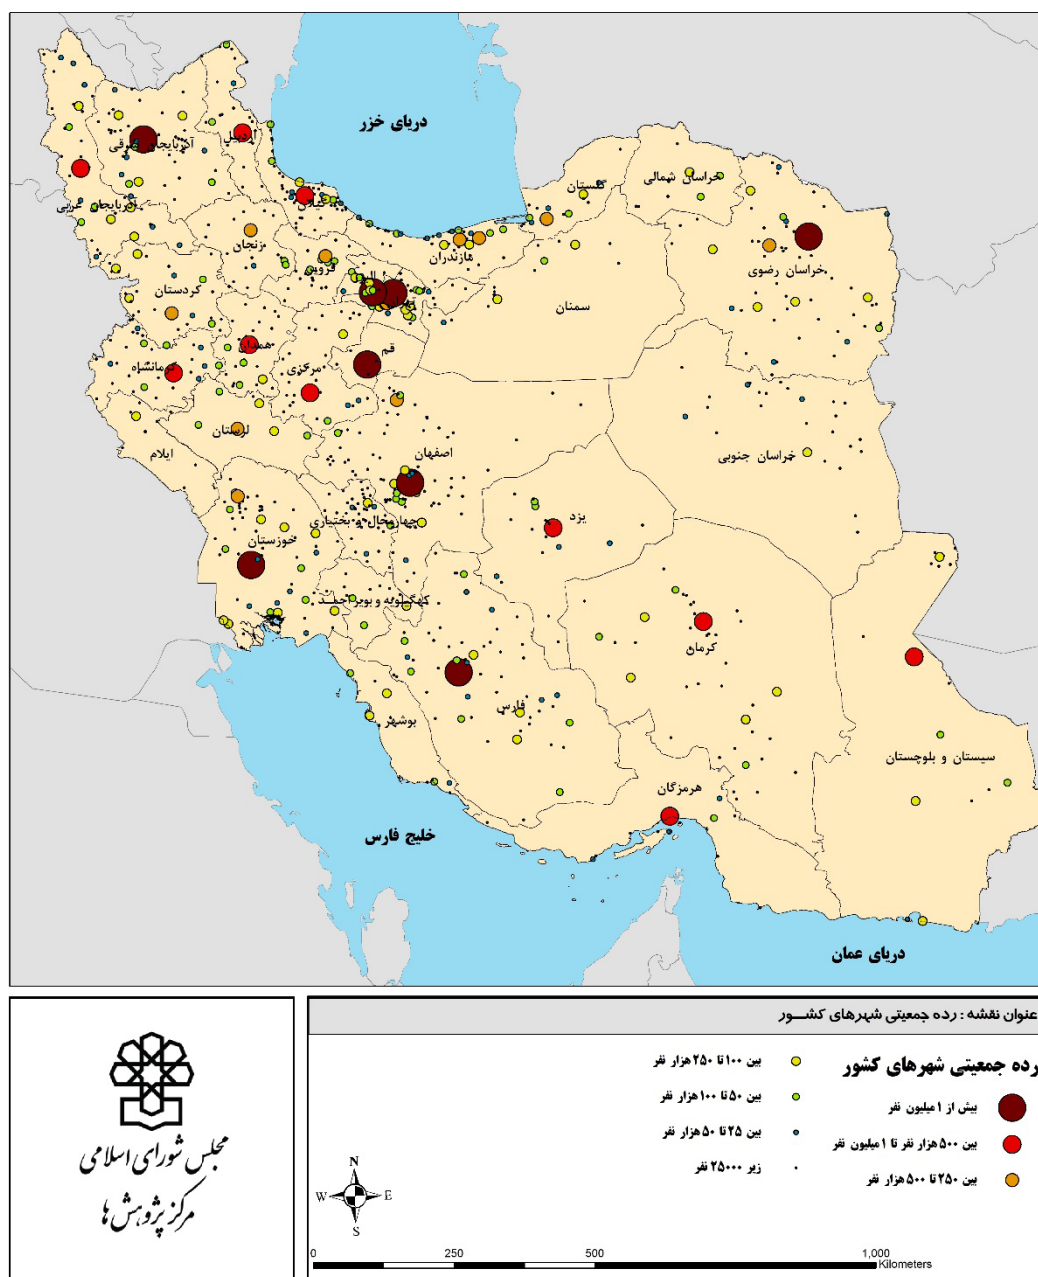 دریای خزر
آذربایجان شرقی
اردبیل
گیلان
آذربایجان غربی
زنجان
قزوین
مازندران
گلستان
خراسان شمالی
خراسان رضوی
سمنان
کردستان
همدان
کرمانشاه
مرکزی
قم
لرستان
ایلام
اصفهان
خراسان جنوبی
یزد
چهارمحال و بختیاری
خوزستان
کهگیلویه و بویر احمد
کرمان
فارس
بوشهر
هرمزگان
سیستان و بلوچستان
خلیج فارس
دریای عمان
عنوان نقشه : رده جمعیتی شهرهای کشـــور
رده جمعیتی شهرهای کشور
بیش از ۱ میلیون نفر
بین ۵۰۰ هزار نفر تا ۱ میلیون نفر
بین ۲۵۰ تا ۵۰۰ هزار نفر
بین ۱۰۰ تا ۲۵۰ هزار نفر
بین ۵۰ تا ۱۰۰ هزار نفر
بین ۲۵ تا ۵۰ هزار نفر
زیر ۲۵۰۰۰ نفر
مجلس شورای اسلامی
مرکز پژوهش ها
N
W E
S
0 250 500 1,000
Kilometers